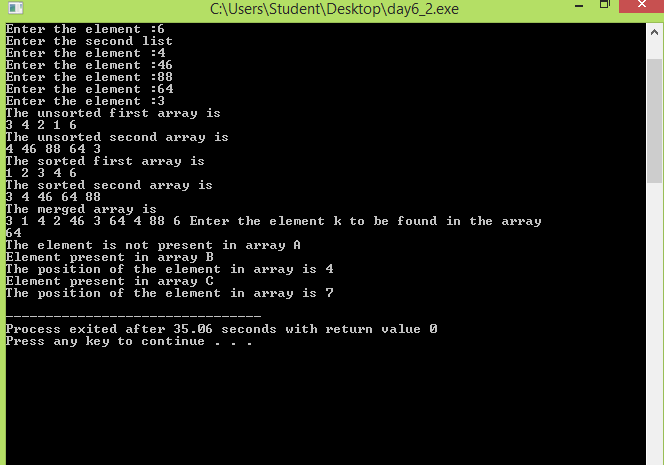 C:\Users\Student\Desktop\day6_2.exe
Enter the element :6
Enter the second list
Enter the element :4
Enter the element :46
Enter the element :88
Enter the element :64
Enter the element :3
The unsorted first array is
3 4 2 1 6
The unsorted second array is
4 46 88 64 3
The sorted first array is
1 2 3 4 6
The sorted second array is
3 4 46 64 88
The merged array is
3 1 4 2 46 3 64 4 88 6 Enter the element k to be found in the array
64
The element is not present in array A
Element present in array B
The position of the element in array is 4
Element present in array C
The position of the element in array is 7
--------------------------------
Process exited after 35.06 seconds with return value 0
Press any key to continue . . .